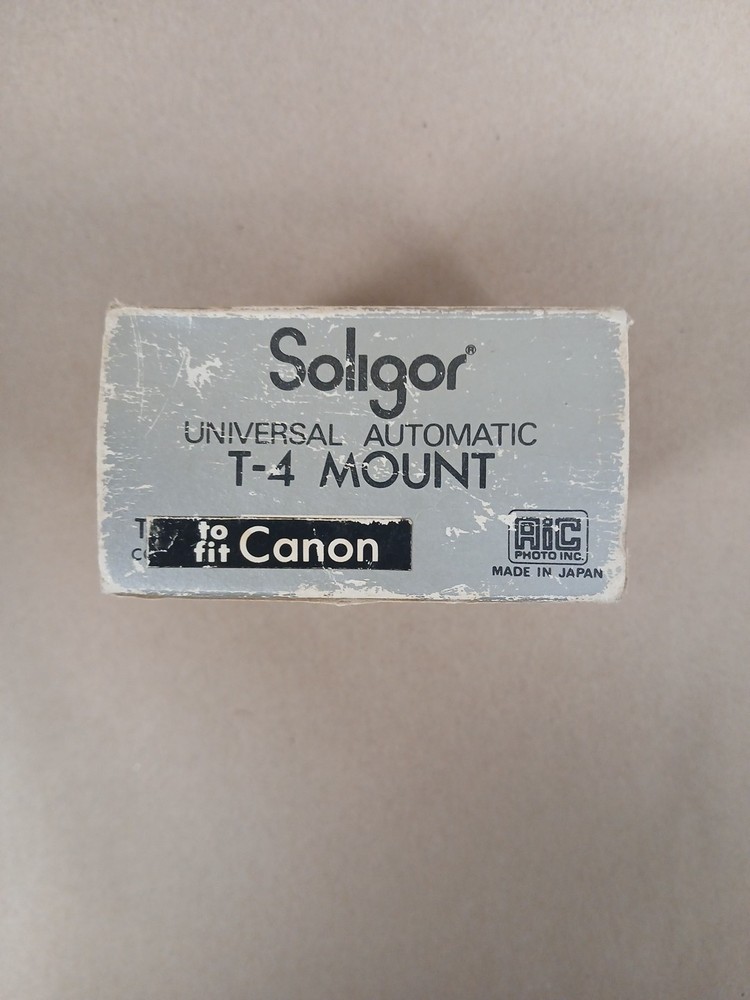 Soligor®
UNIVERSAL AUTOMATIC
T-4 MOUNT
to fit Canon
AiC
PHOTO INC.
MADE IN JAPAN